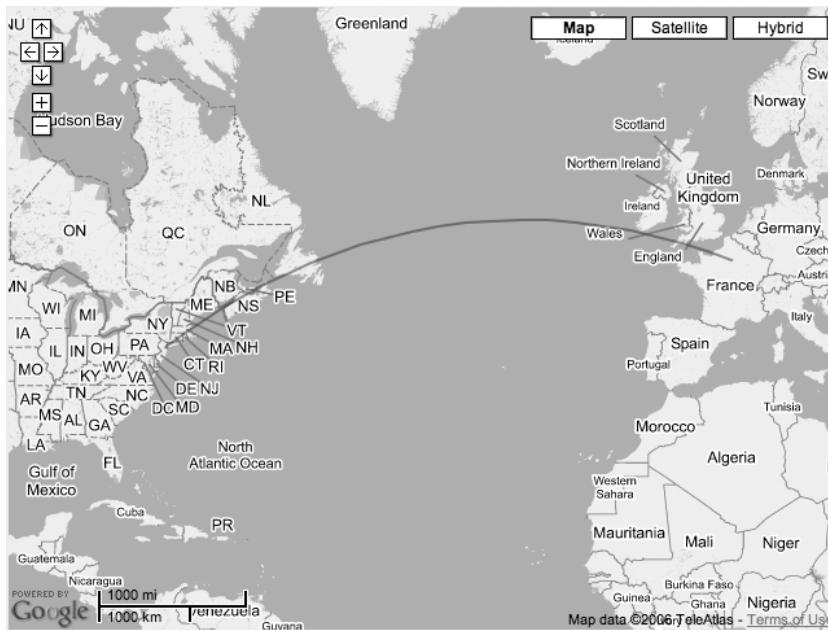 NU
Greenland
Map
Satellite
Hybrid
Iceland
Sw
Norway
Hudson Bay
Scotland
Northern Ireland
United
Kingdom
Denmark
NL
Ireland
ON
QC
Wales
England
Germany
Czech
Austri
France
MN
NB
PE
ME
NS
WI
MI
NY
VT
Italy
IA
PA
MA
NH
IL
IN
OH
CT
RI
Spain
MO
WV
KY
VA
DE
NJ
Portugal
TN
NC
DC
MD
AR
SC
MS
AL
GA
Tunisia
LA
Morocco
North
Atlantic Ocean
FL
Algeria
Gulf of
Mexico
Western
Sahara
Cuba
PR
Mauritania
Mali
Niger
Guatemala
Nicaragua
Burkina Faso
POWERED BY
Google
1000 mi
1000 km
Venezuela
Guyana
Guinea
Ghana
Nigeria
Map data ©2006 TeleAtlas - Terms of Us